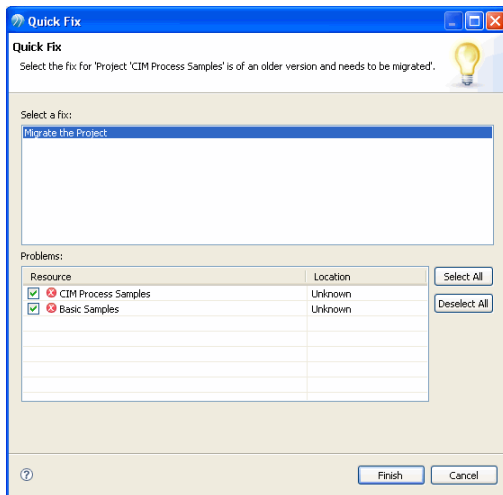 Quick Fix
Quick Fix
Select the fix for 'Project 'CIM Process Samples' is of an older version and needs to be migrated'.
Select a fix:
Migrate the Project
Problems:
Resource Location
CIM Process Samples Unknown
Basic Samples Unknown
Select All
Deselect All
?
Finish Cancel